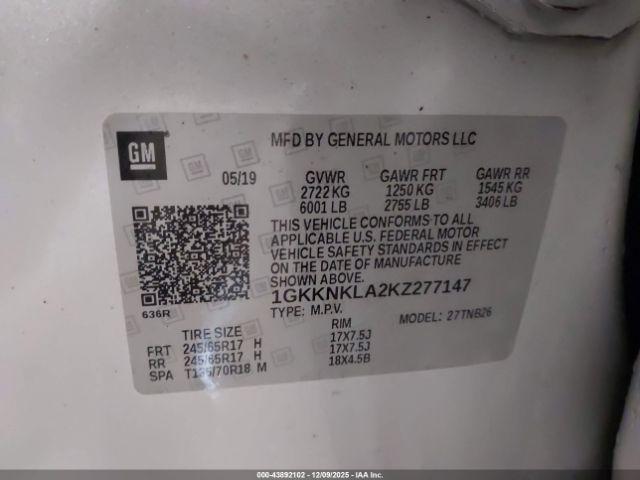 GM
MFD BY GENERAL MOTORS LLC
05/19
GVWR GAWR FRT GAWR RR
2722 KG 1250 KG 1545 KG
6001 LB 2755 LB 3406 LB
THIS VEHICLE CONFORMS TO ALL
APPLICABLE U.S. FEDERAL MOTOR
VEHICLE SAFETY STANDARDS IN EFFECT
ON THE DATE OF MANUFACTURE
SHOWN ABOVE.
1GKKNKLA2KZ277147
TYPE: M.P.V. MODEL: 27TNB26
636R
TIRE SIZE RIM
FRT 245/65R17 H 17X7.5J
RR 245/65R17 H 17X7.5J
SPA T135/70R18 M 18X4.5B
000-43892102 - 12/09/2025 - IAA Inc.